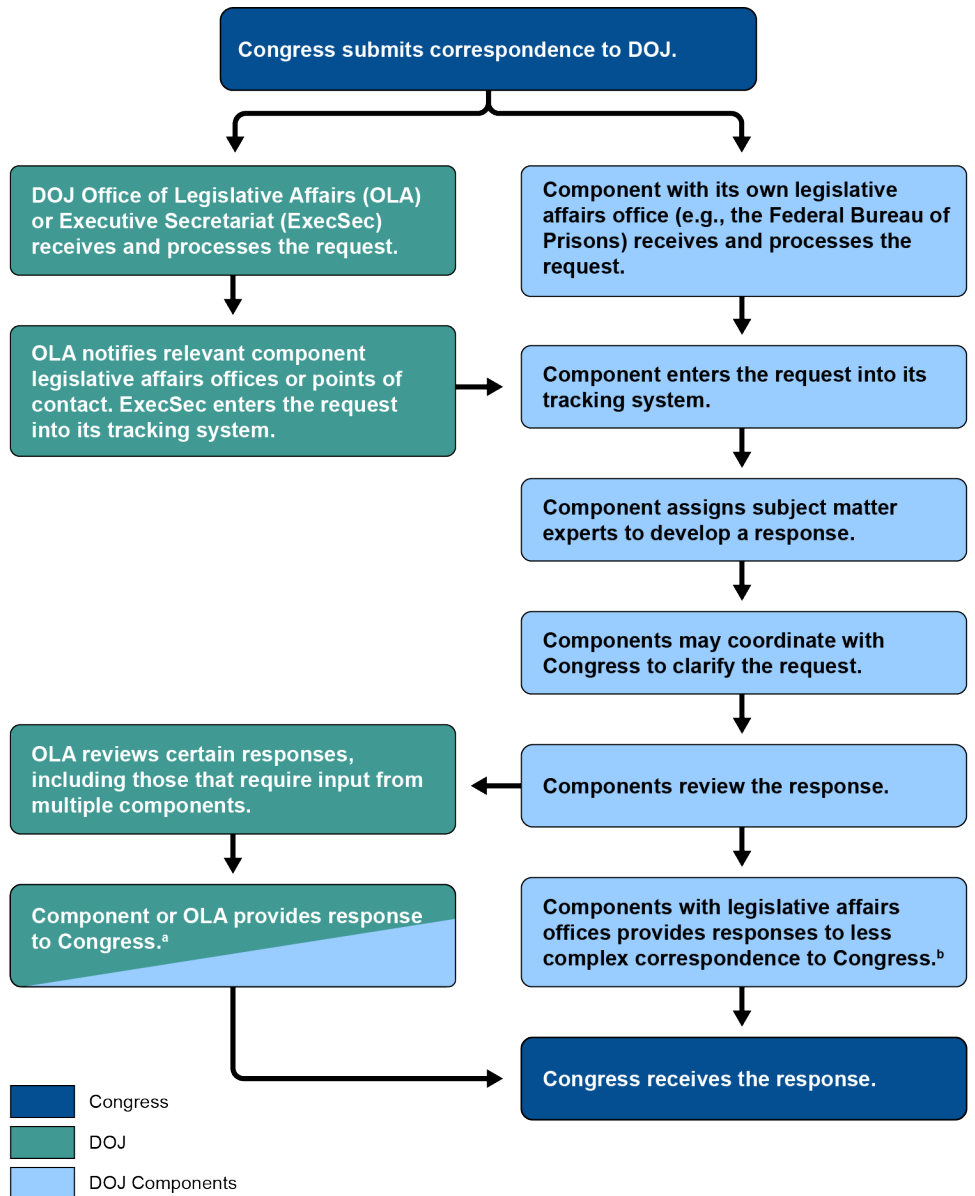 Congress submits correspondence to DOJ.
DOJ Office of Legislative Affairs (OLA)
or Executive Secretariat (ExecSec)
receives and processes the request.
Component with its own legislative
affairs office (e.g., the Federal Bureau of
Prisons) receives and processes the
request.
OLA notifies relevant component
legislative affairs offices or points of
contact. ExecSec enters the request
into its tracking system.
Component enters the request into its
tracking system.
Component assigns subject matter
experts to develop a response.
Components may coordinate with
Congress to clarify the request.
Components review the response.
OLA reviews certain responses,
including those that require input from
multiple components.
Component or OLA provides response
to Congress.ᵃ
Components with legislative affairs
offices provides responses to less
complex correspondence to Congress.ᵇ
Congress receives the response.
Congress
DOJ
DOJ Components